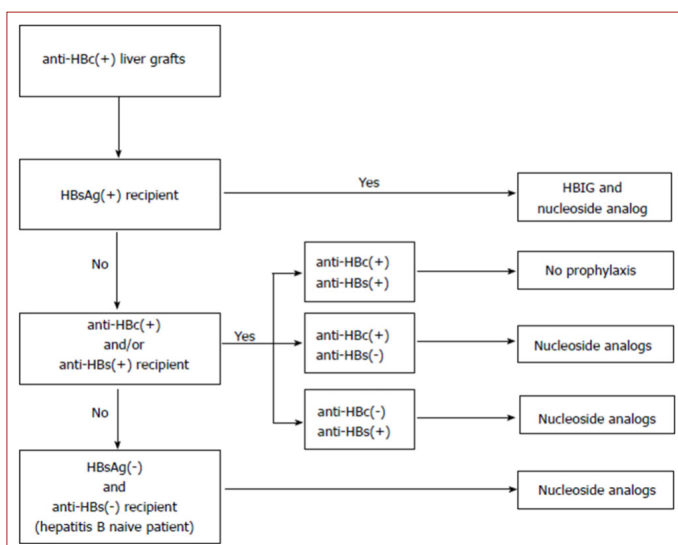 anti-HBc(+) liver grafts
HBsAg(+) recipient
Yes
HBIG and
nucleoside analog
No
anti-HBc(+)
and/or
anti-HBs(+) recipient
Yes
anti-HBc(+)
anti-HBs(+)
No prophylaxis
anti-HBc(+)
anti-HBs(-)
Nucleoside analogs
anti-HBc(-)
anti-HBs(+)
Nucleoside analogs
No
HBsAg(-)
and
anti-HBs(-) recipient
(hepatitis B naive patient)
Nucleoside analogs